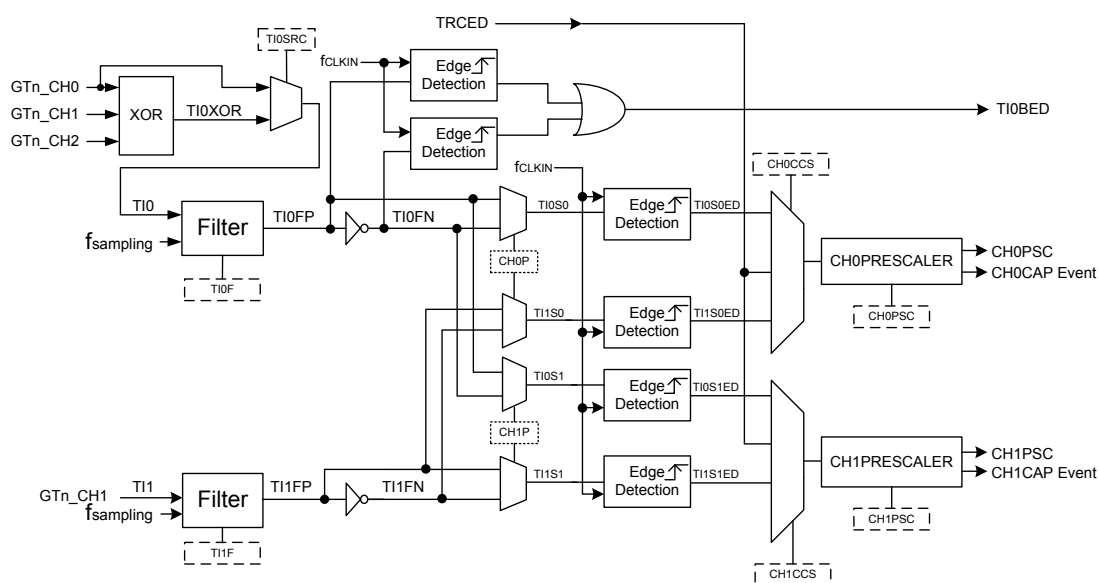 TRCED
TI0SRC
fCLKIN
Edge
Detection
GTn_CH0
GTn_CH1
GTn_CH2
XOR
TI0XOR
TI0BED
Edge
Detection
fCLKIN
CH0CCS
TI0
fsampling
Filter
TI0FP
TI0FN
TI0S0
Edge
Detection
TI0S0ED
TI0F
CH0P
CH0PRESCALER
CH0PSC
CH0CAP Event
CH0PSC
TI1S0
Edge
Detection
TI1S0ED
TI0S1
Edge
Detection
TI0S1ED
CH1P
GTn_CH1
TI1
fsampling
Filter
TI1FP
TI1FN
TI1S1
Edge
Detection
TI1S1ED
CH1PRESCALER
CH1PSC
CH1CAP Event
CH1PSC
TI1F
CH1CCS